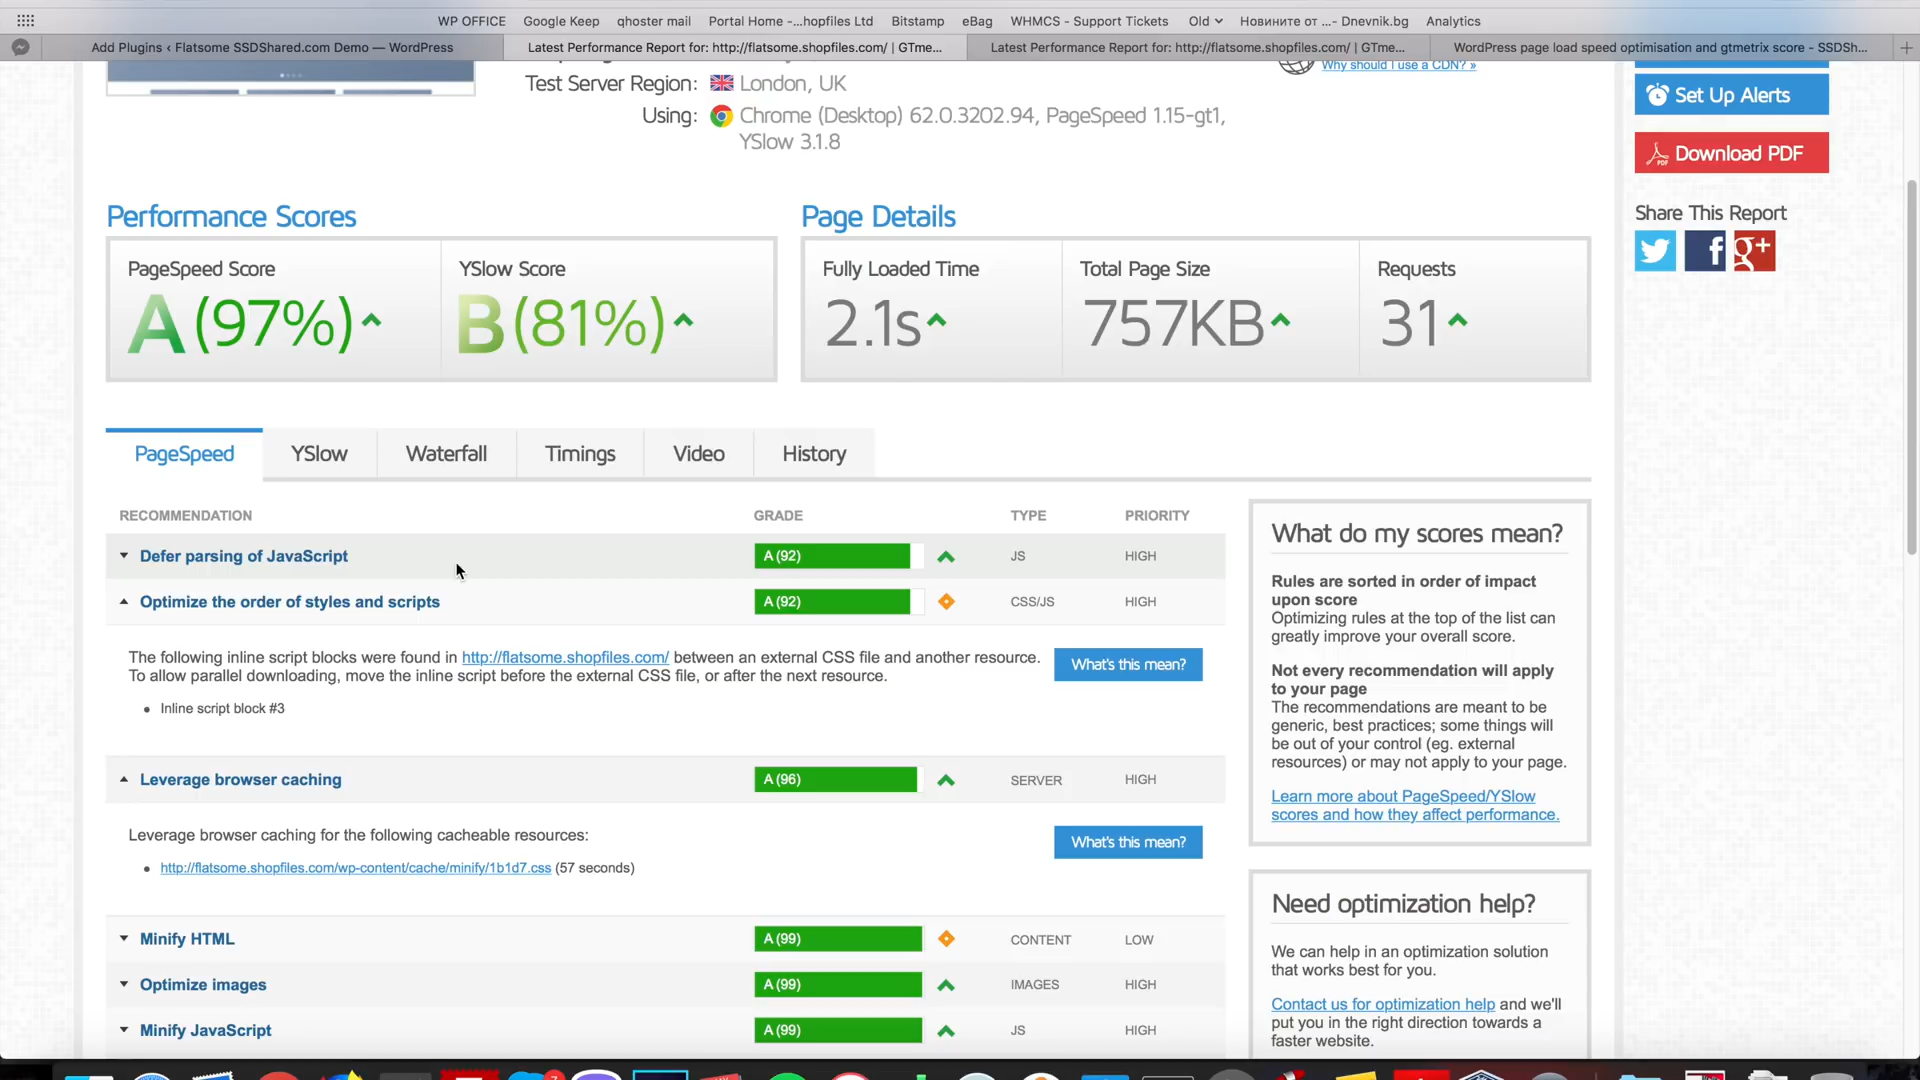 WP OFFICE Google Keep qhoster mail Portal Home -...hopfiles Ltd Bitstamp eBag WHMCS - Support Tickets Old Новините от ...- Dnevnik.bg Analytics
Add Plugins ‹ Flatsome SSDShared.com Demo — WordPress Latest Performance Report for: http://flatsome.shopfiles.com/ | GTme... Latest Performance Report for: http://flatsome.shopfiles.com/ | GTme... WordPress page load speed optimisation and gtmetrix score - SSDSh...
Why should I use a CDN? »
Test Server Region: London, UK
Using: Chrome (Desktop) 62.0.3202.94, PageSpeed 1.15-gt1,
YSlow 3.1.8
Set Up Alerts
Download PDF
Share This Report
Performance Scores
Page Details
PageSpeed Score
A (97%)
YSlow Score
B (81%)
Fully Loaded Time
2.1s
Total Page Size
757KB
Requests
31
PageSpeed YSlow Waterfall Timings Video History
RECOMMENDATION GRADE TYPE PRIORITY
Defer parsing of JavaScript A (92) JS HIGH
Optimize the order of styles and scripts A (92) CSS/JS HIGH
The following inline script blocks were found in http://flatsome.shopfiles.com/ between an external CSS file and another resource.
To allow parallel downloading, move the inline script before the external CSS file, or after the next resource.
What's this mean?
Inline script block #3
Leverage browser caching A (96) SERVER HIGH
Leverage browser caching for the following cacheable resources:
What's this mean?
http://flatsome.shopfiles.com/wp-content/cache/minify/1b1d7.css (57 seconds)
Minify HTML A (99) CONTENT LOW
Optimize images A (99) IMAGES HIGH
Minify JavaScript A (99) JS HIGH
What do my scores mean?
Rules are sorted in order of impact
upon score
Optimizing rules at the top of the list can
greatly improve your overall score.
Not every recommendation will apply
to your page
The recommendations are meant to be
generic, best practices; some things will
be out of your control (eg. external
resources) or may not apply to your page.
Learn more about PageSpeed/YSlow
scores and how they affect performance.
Need optimization help?
We can help in an optimization solution
that works best for you.
Contact us for optimization help and we'll
put you in the right direction towards a
faster website.